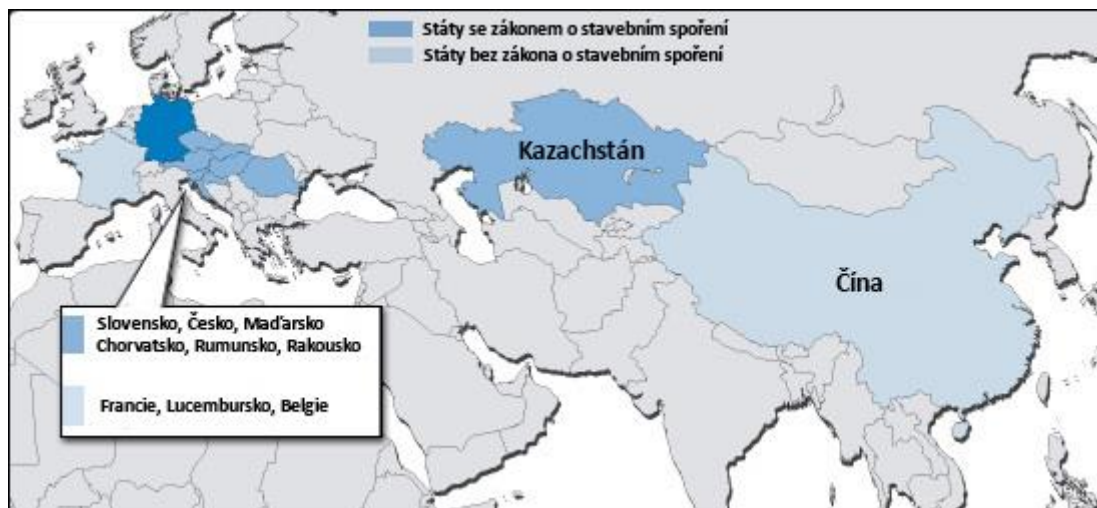 Státy se zákonem o stavebním spoření
Státy bez zákona o stavebním spoření
Kazachstán
Čína
Slovensko, Česko, Maďarsko
Chorvatsko, Rumunsko, Rakousko
Francie, Lucembursko, Belgie